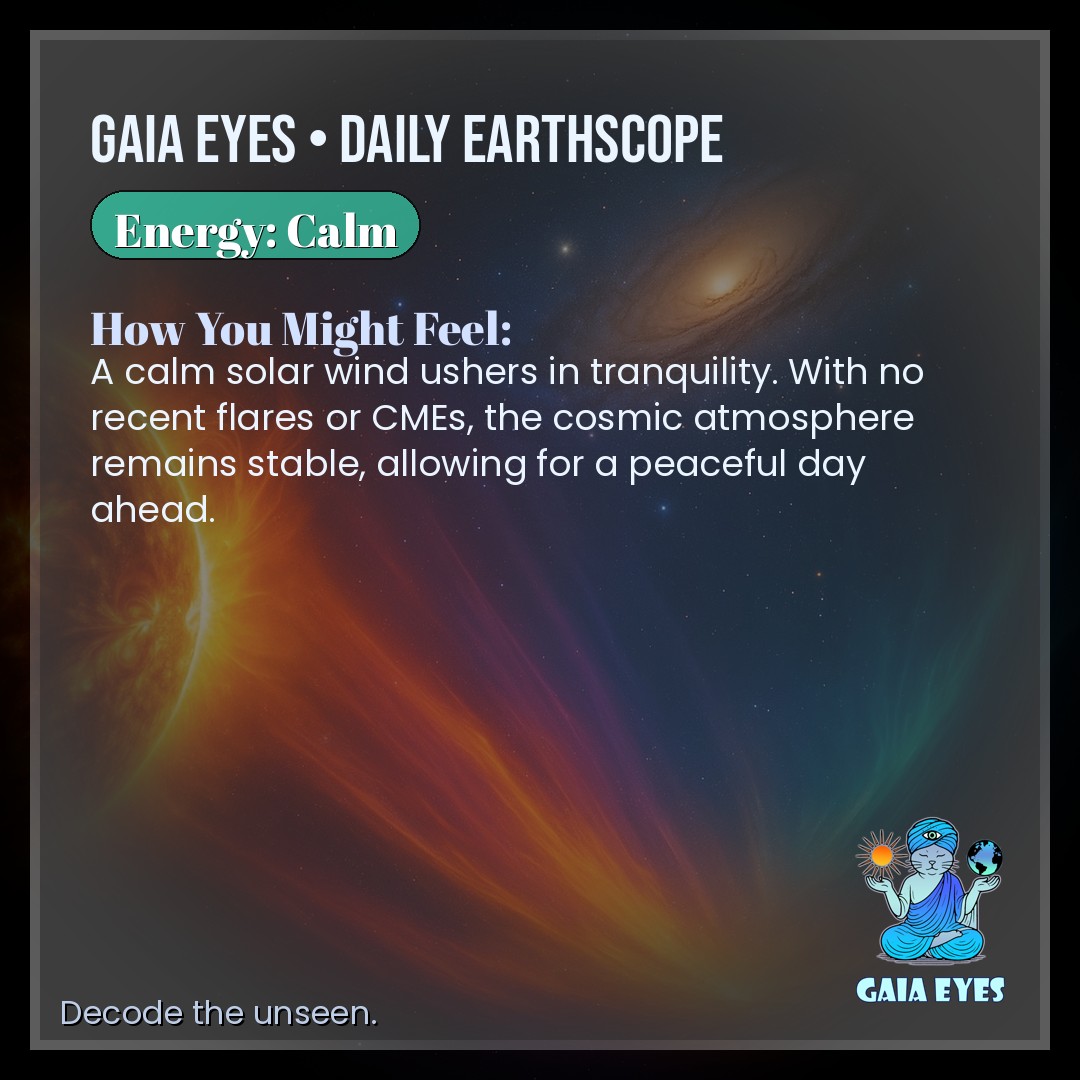 GAIA EYES • DAILY EARTHSCOPE
Energy: Calm
How You Might Feel:
A calm solar wind ushers in tranquility. With no
recent flares or CMEs, the cosmic atmosphere
remains stable, allowing for a peaceful day
ahead.
GAIA EYES
Decode the unseen.